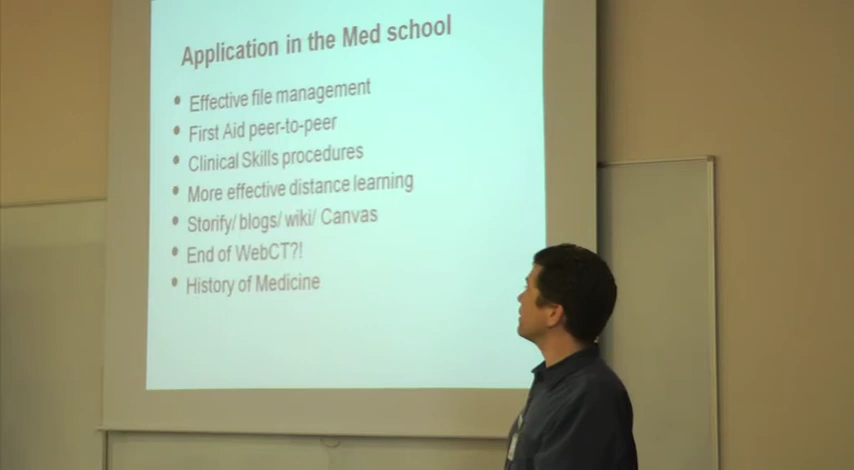 Application in the Med school
• Effective file management
• First Aid peer-to-peer
• Clinical Skills procedures
• More effective distance learning
• Storify/ blogs/ wiki/ Canvas
• End of WebCT?!
• History of Medicine